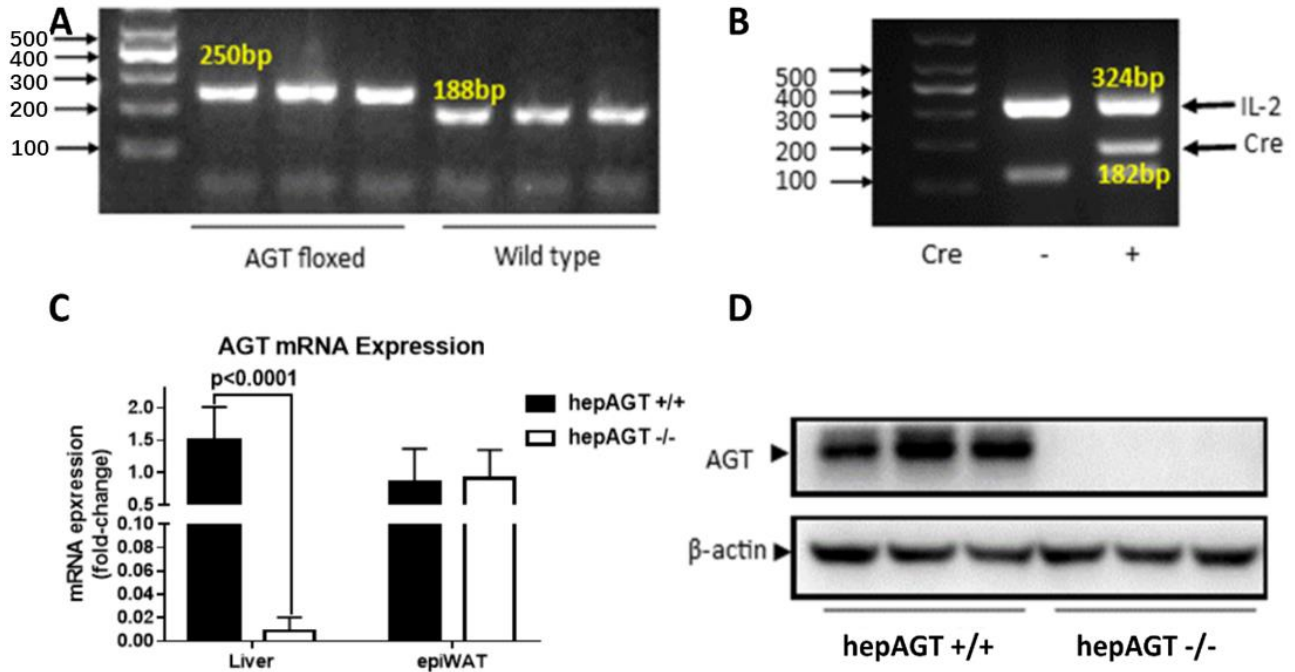 A
500
400
300
200
100
250bp
188bp
AGT floxed
Wild type
B
500
400
300
200
100
324bp
182bp
IL-2
Cre
Cre - +
C
AGT mRNA Expression
p<0.0001
mRNA epxression
(fold-change)
2.0
1.5
1.0
0.5
0.10
0.08
0.06
0.04
0.02
0.00
Liver
epiWAT
hepAGT +/+
hepAGT -/-
D
AGT
β-actin
hepAGT +/+
hepAGT -/-